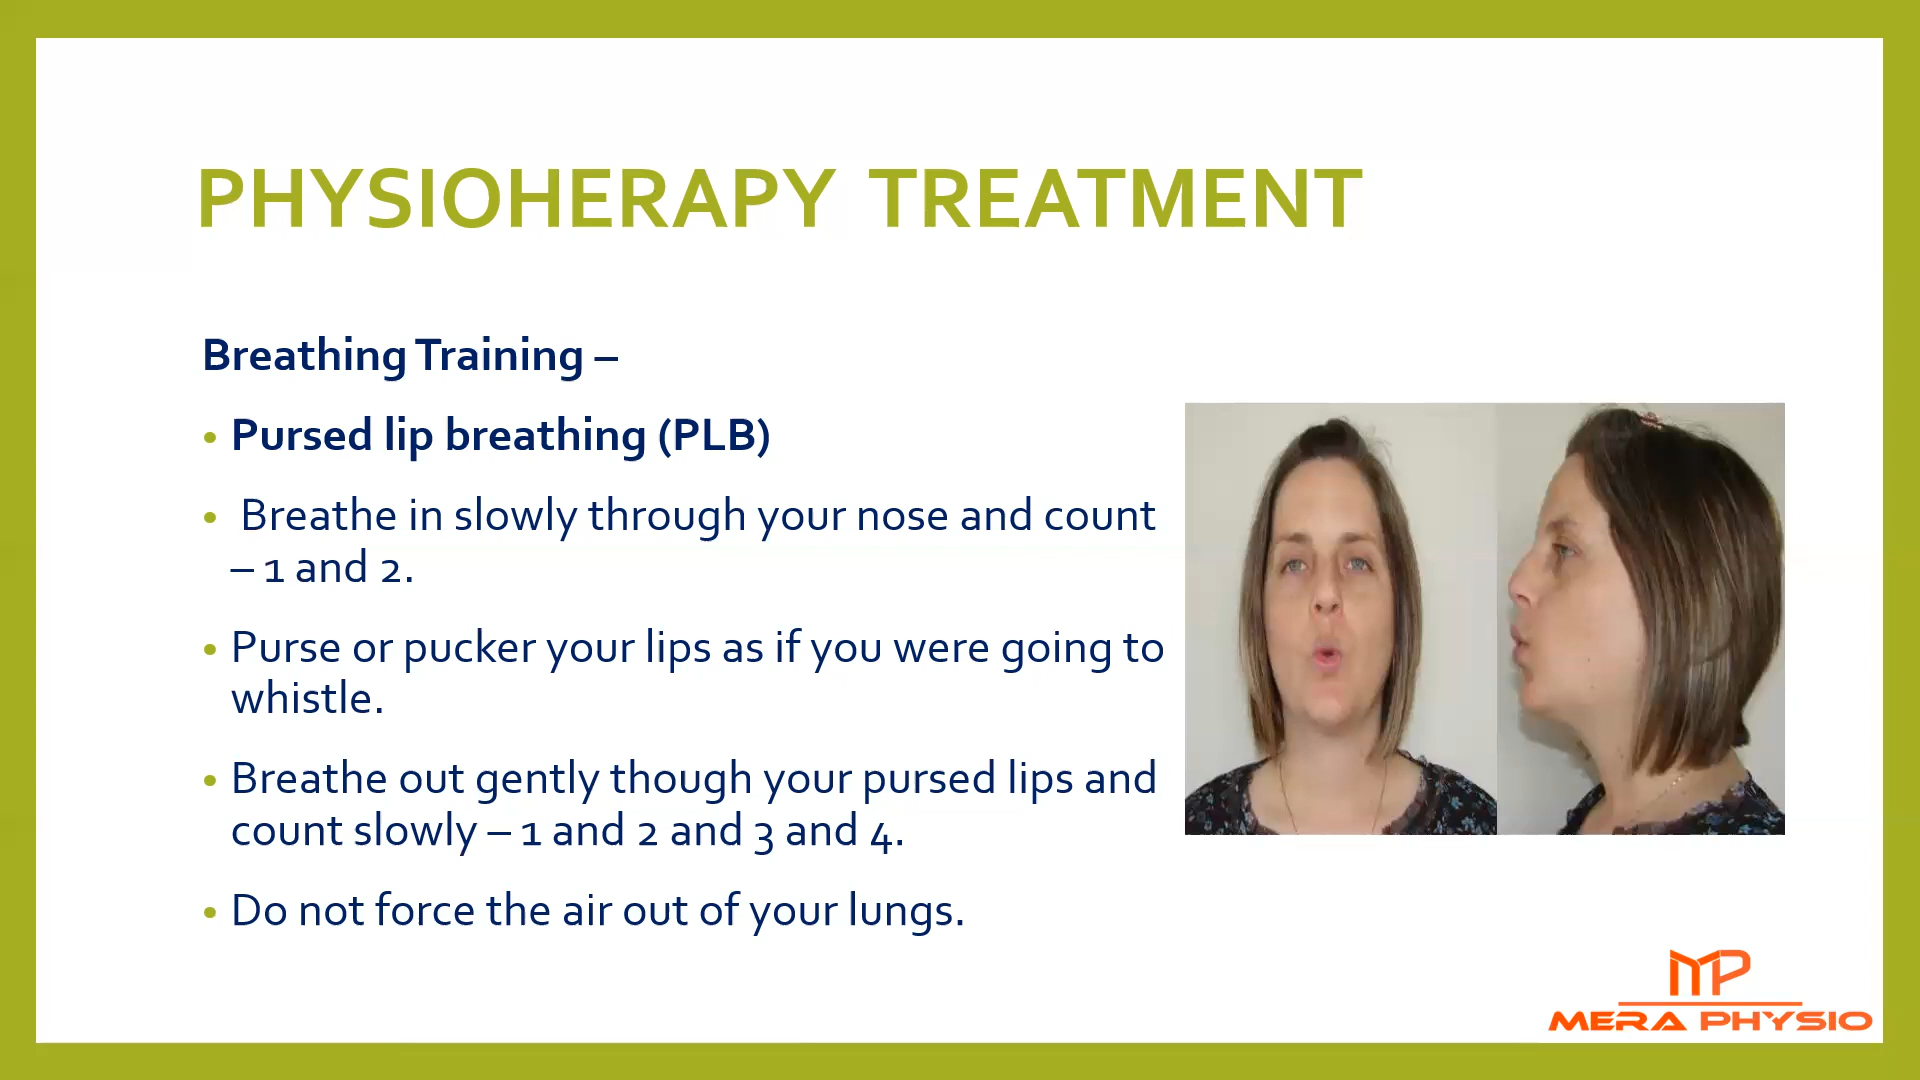 PHYSIOHERAPY TREATMENT
Breathing Training –
• Pursed lip breathing (PLB)
• Breathe in slowly through your nose and count
– 1 and 2.
• Purse or pucker your lips as if you were going to
whistle.
• Breathe out gently though your pursed lips and
count slowly – 1 and 2 and 3 and 4.
• Do not force the air out of your lungs.
MP
MERA PHYSIO